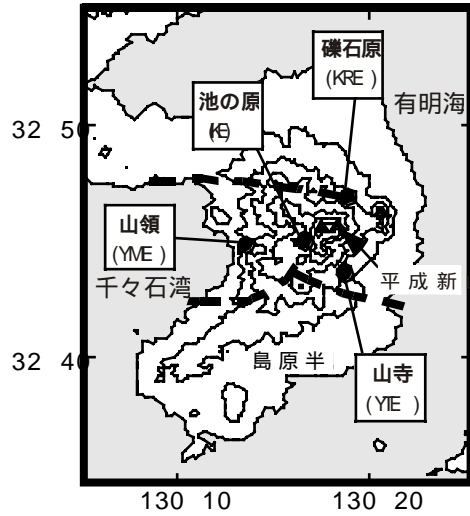 礫石原
(KRE)
池の原
(IKE)
有明海
32 50
山領
(YME)
千々石湾
平成新
32 40
島原半
山寺
(YTE)
130 10
130 20